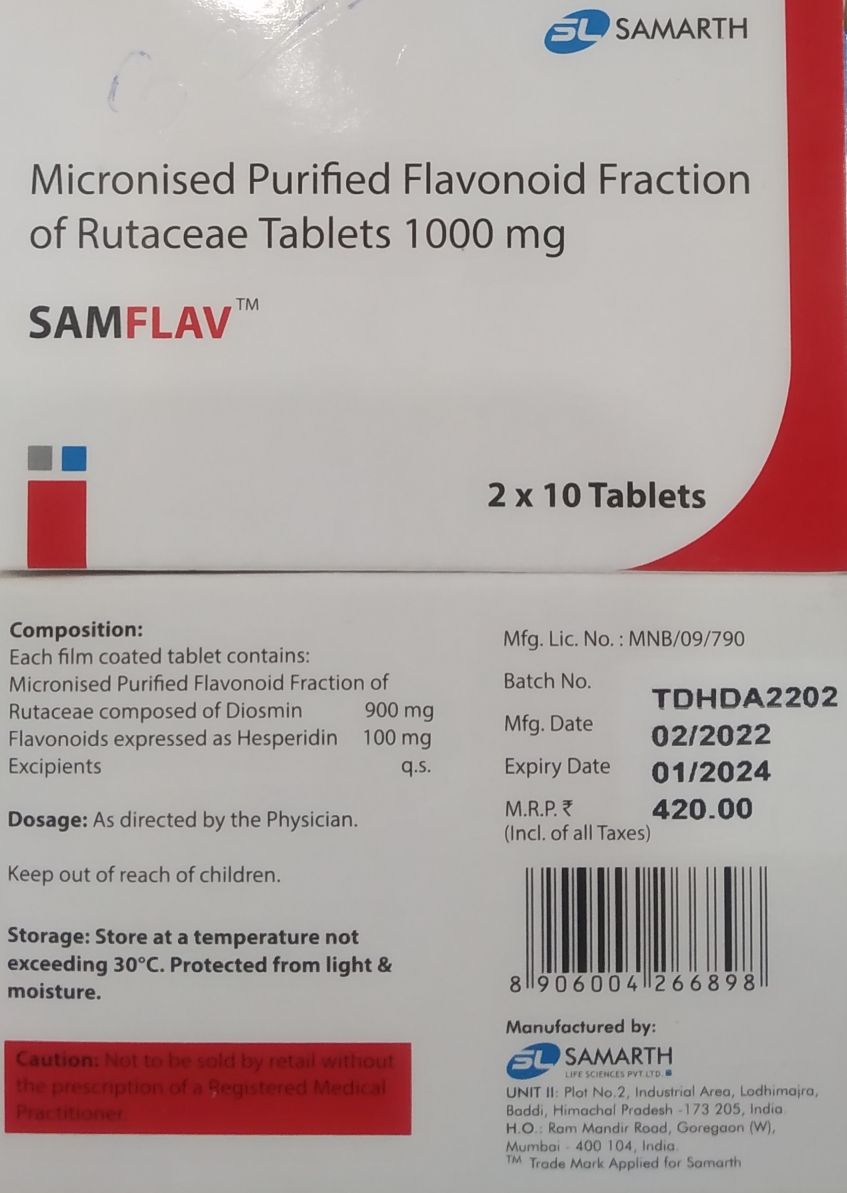 SL SAMARTH
Micronised Purified Flavonoid Fraction
of Rutaceae Tablets 1000 mg
SAMFLAV™
2 x 10 Tablets
Composition:
Each film coated tablet contains:
Micronised Purified Flavonoid Fraction of
Rutaceae composed of Diosmin 900 mg
Flavonoids expressed as Hesperidin 100 mg
Excipients q.s.
Dosage: As directed by the Physician.
Keep out of reach of children.
Storage: Store at a temperature not
exceeding 30°C. Protected from light &
moisture.
Caution: Not to be sold by retail without
the prescription of a Registered Medical
Practitioner.
Mfg. Lic. No. : MNB/09/790
Batch No. TDHDA2202
Mfg. Date 02/2022
Expiry Date 01/2024
M.R.P. ₹ 420.00
(Incl. of all Taxes)
8 906004 266898
Manufactured by:
SL SAMARTH
LIFE SCIENCES PVT. LTD.
UNIT II: Plot No.2, Industrial Area, Lodhimajra,
Baddi, Himachal Pradesh -173 205, India.
H.O.: Ram Mandir Road, Goregaon (W),
Mumbai - 400 104, India.
™ Trade Mark Applied for Samarth